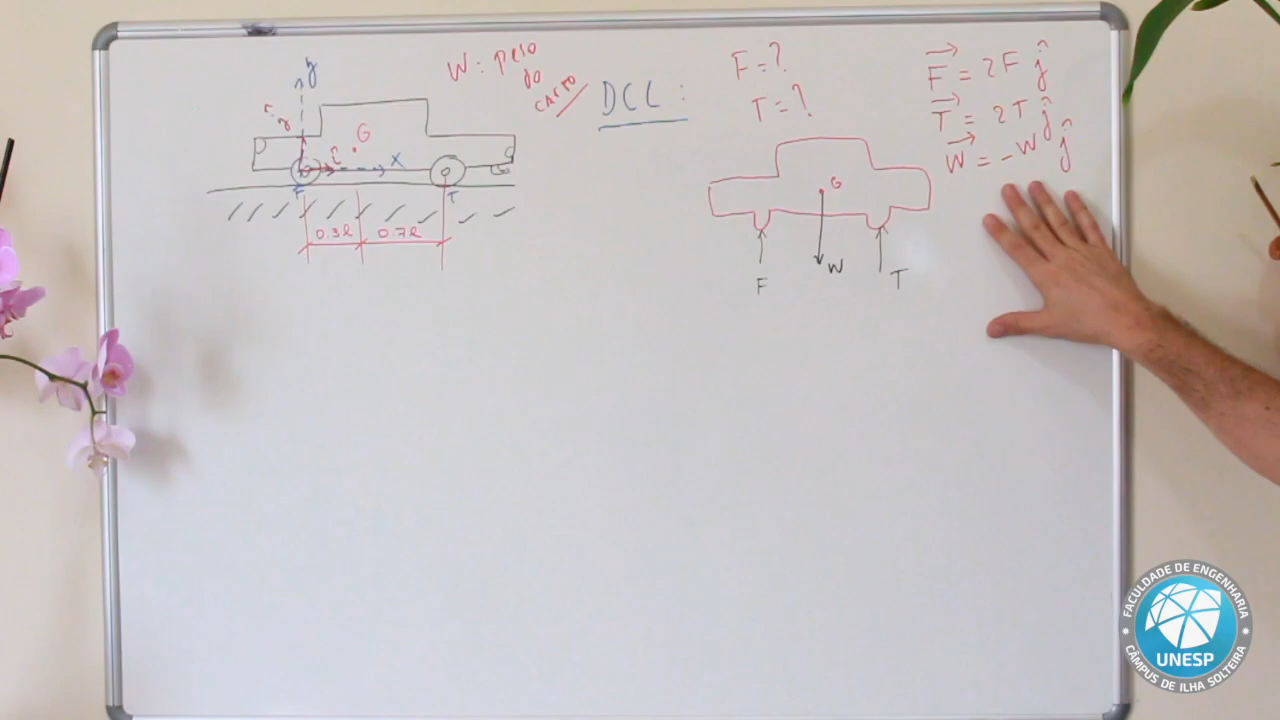 y
ĵ
G
î
X
F
T
0.3l
0.7l
W: peso
do
carro
DCL:
F = ?
T = ?
G
F
W
T
F = 2F ĵ
T = 2T ĵ
W = -W ĵ
FACULDADE DE ENGENHARIA
UNESP
CÂMPUS DE ILHA SOLTEIRA